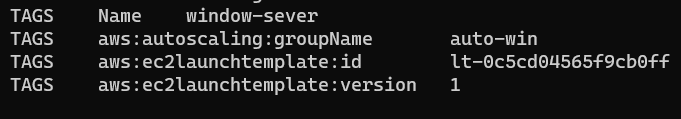 TAGS Name window-sever
TAGS aws:autoscaling:groupName auto-win
TAGS aws:ec2launchtemplate:id lt-0c5cd04565f9cb0ff
TAGS aws:ec2launchtemplate:version 1